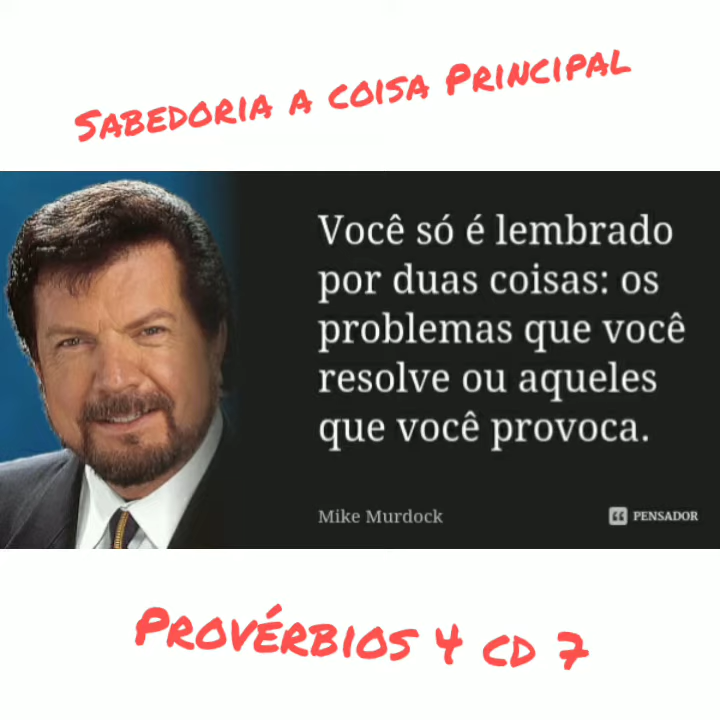 SABEDORIA A COISA PRINCIPAL
Você só é lembrado
por duas coisas: os
problemas que você
resolve ou aqueles
que você provoca.
Mike Murdock
PENSADOR
PROVÉRBIOS 4 CD 7